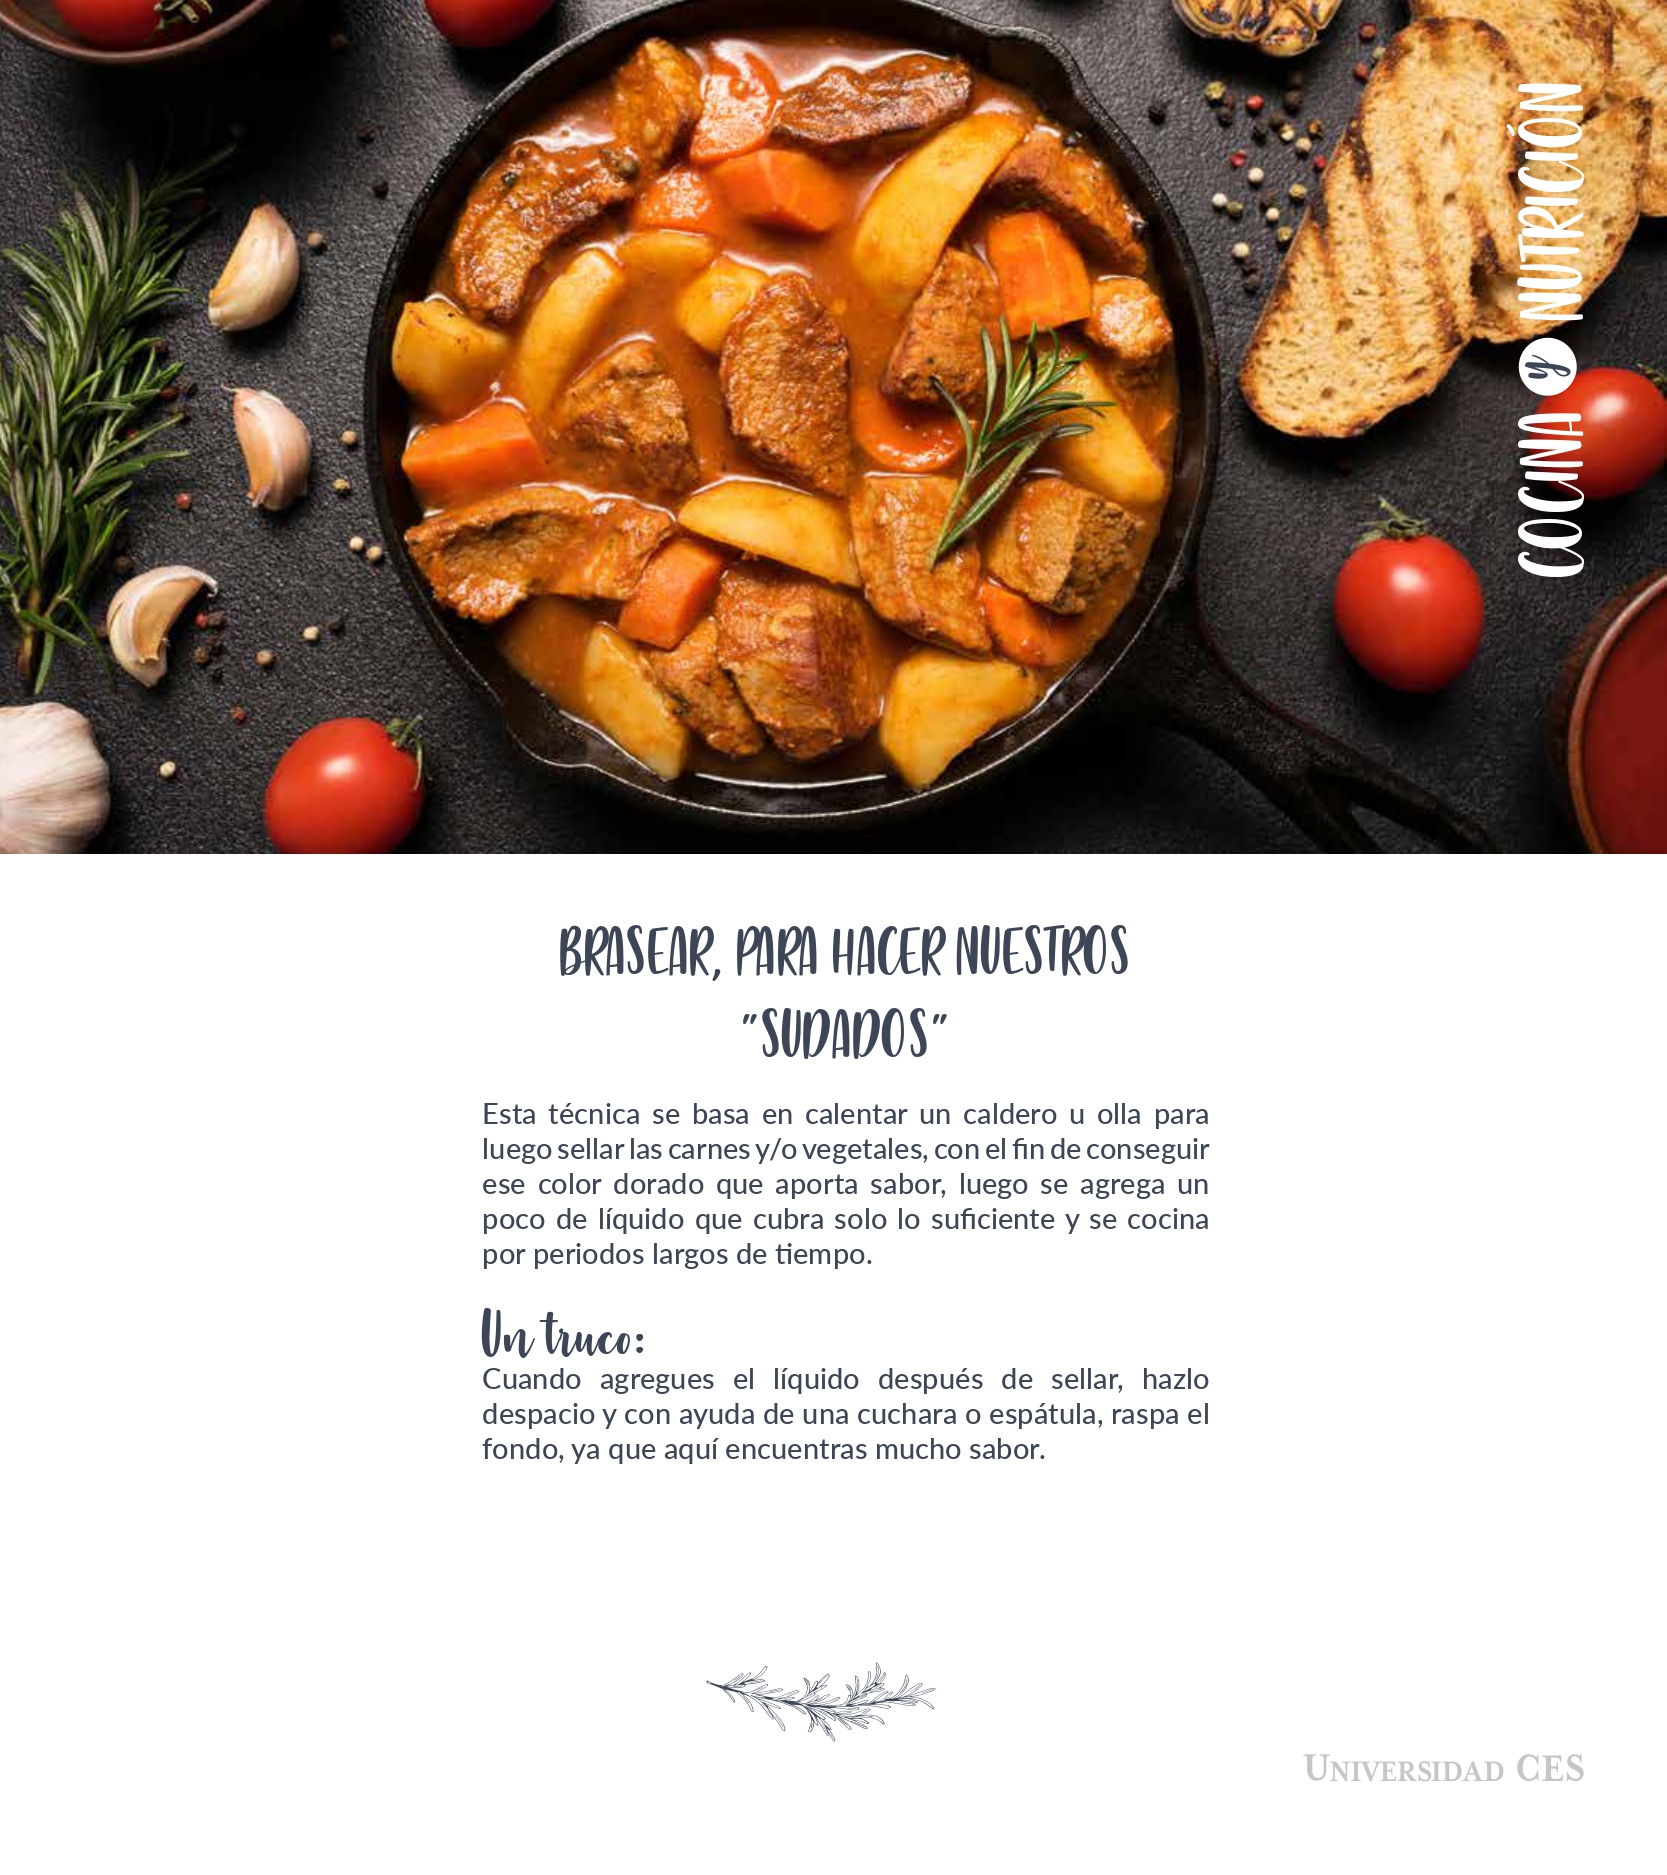 COCINA y NUTRICIÓN
BRASEAR, PARA HACER NUESTROS
"SUDADOS"
Esta técnica se basa en calentar un caldero u olla para
luego sellar las carnes y/o vegetales, con el fin de conseguir
ese color dorado que aporta sabor, luego se agrega un
poco de líquido que cubra solo lo suficiente y se cocina
por periodos largos de tiempo.
Un truco:
Cuando agregues el líquido después de sellar, hazlo
despacio y con ayuda de una cuchara o espátula, raspa el
fondo, ya que aquí encuentras mucho sabor.
UNIVERSIDAD CES